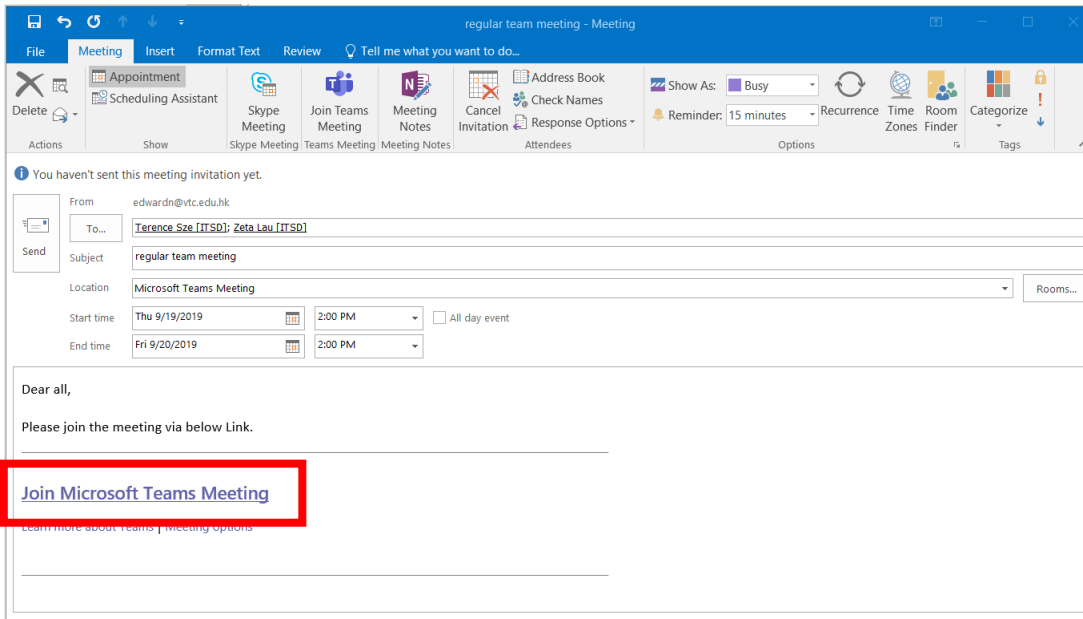 regular team meeting - Meeting
File Meeting Insert Format Text Review Tell me what you want to do...
Delete
Appointment
Scheduling Assistant
Skype Meeting
Join Teams Meeting
Meeting Notes
Cancel Invitation
Address Book
Check Names
Response Options
Show As: Busy
Reminder: 15 minutes
Recurrence
Time Zones
Room Finder
Categorize
Actions Show Skype Meeting Teams Meeting Meeting Notes Attendees Options Tags
You haven't sent this meeting invitation yet.
From edwardn@vtc.edu.hk
To... Terence Sze [ITSD]; Zeta Lau [ITSD]
Send
Subject regular team meeting
Location Microsoft Teams Meeting Rooms...
Start time Thu 9/19/2019 2:00 PM All day event
End time Fri 9/20/2019 2:00 PM
Dear all,
Please join the meeting via below Link.
Join Microsoft Teams Meeting
Learn more about Teams | Meeting options